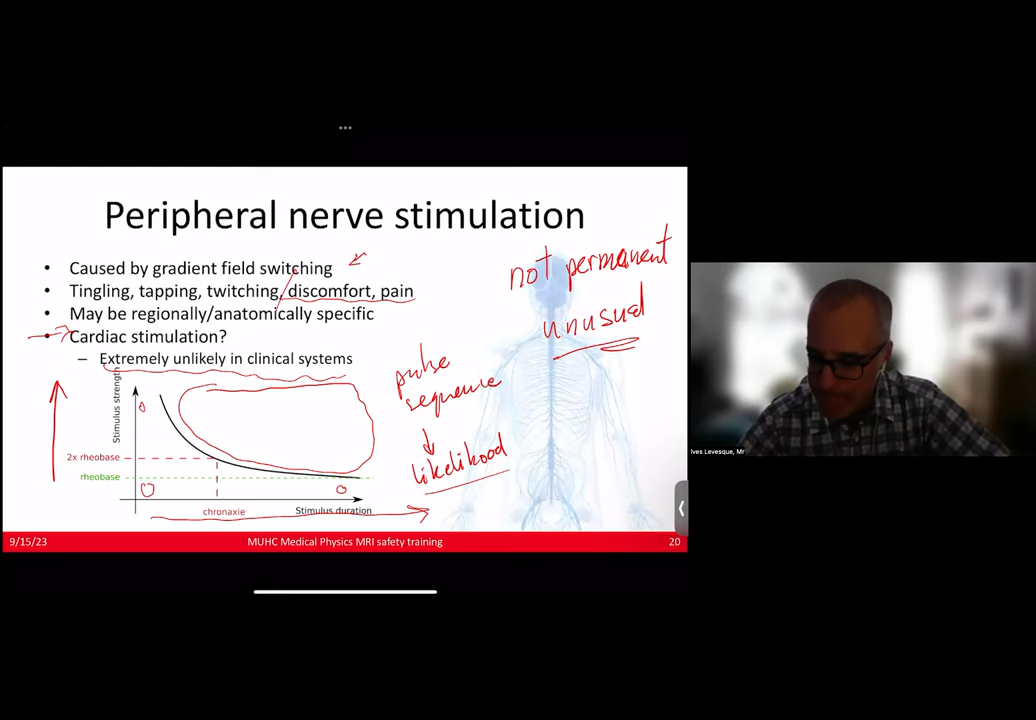 Peripheral nerve stimulation
• Caused by gradient field switching
• Tingling, tapping, twitching, discomfort, pain
• May be regionally/anatomically specific
• Cardiac stimulation?
– Extremely unlikely in clinical systems
not permanent
unusual
pulse
sequence
likelihood
Stimulus strength
2x rheobase
rheobase
chronaxie
Stimulus duration
9/15/23
MUHC Medical Physics MRI safety training
20
Ives Levesque, Mr